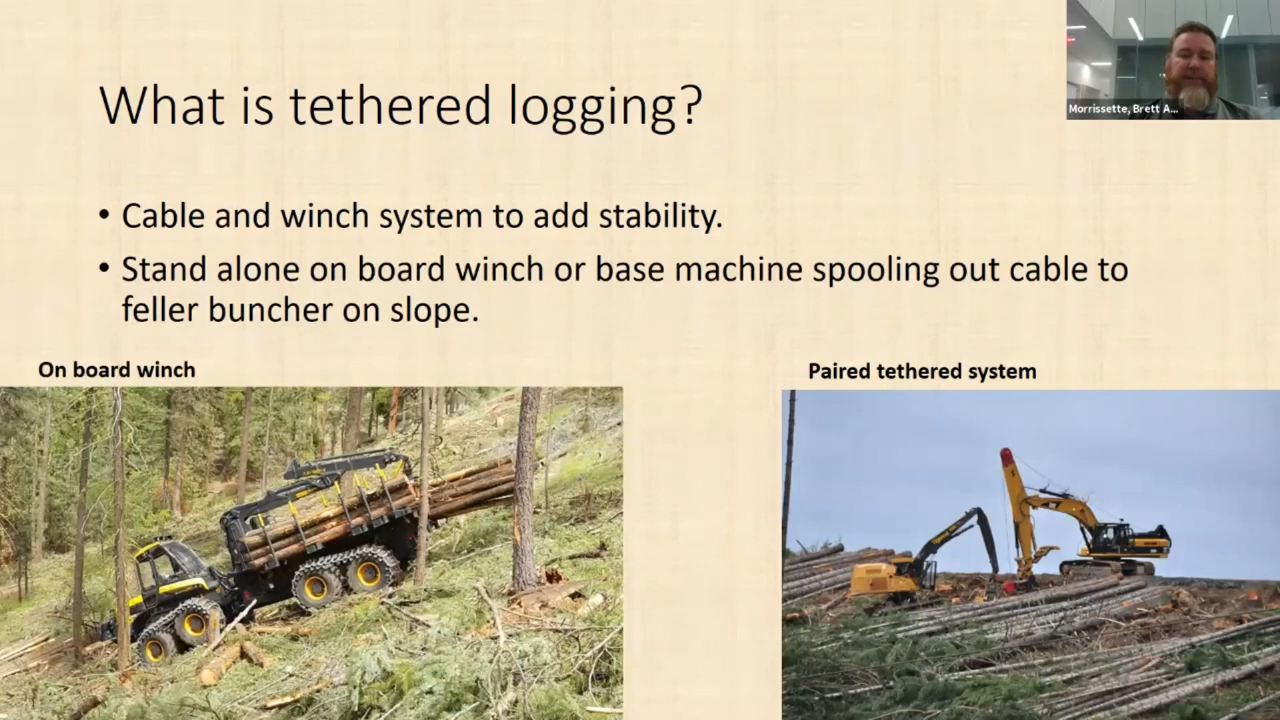 What is tethered logging?
Morrissette, Brett A...
• Cable and winch system to add stability.
• Stand alone on board winch or base machine spooling out cable to
feller buncher on slope.
On board winch
Paired tethered system